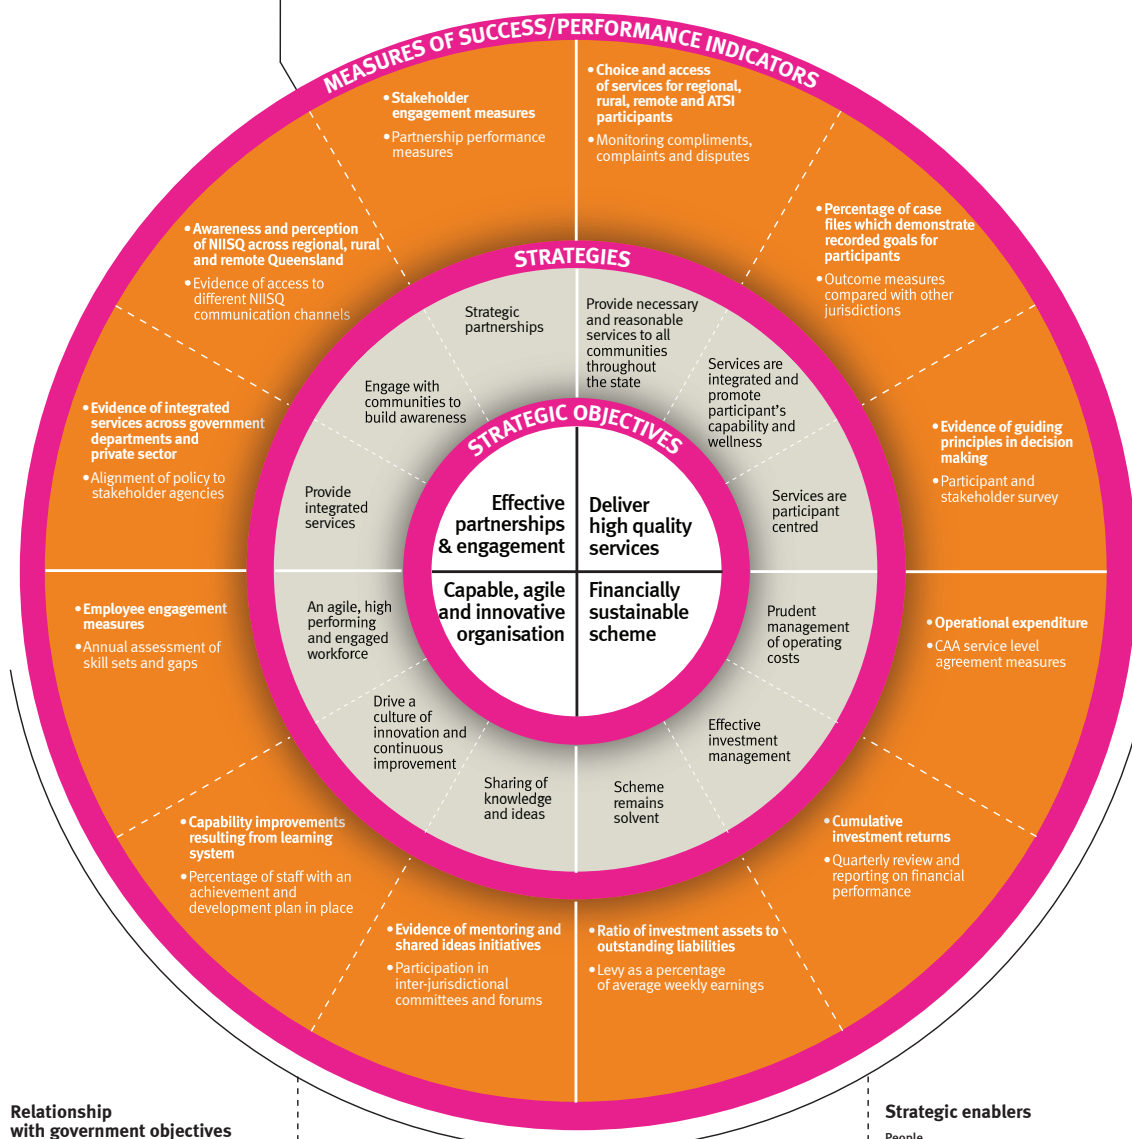 MEASURES OF SUCCESS/PERFORMANCE INDICATORS
• Stakeholder
engagement measures
• Partnership performance
measures
• Choice and access
of services for regional,
rural, remote and ATSI
participants
• Monitoring compliments,
complaints and disputes
• Awareness and perception
of NIISQ across regional, rural
and remote Queensland
• Evidence of access to
different NIISQ
communication channels
• Percentage of case
files which demonstrate
recorded goals for
participants
• Outcome measures
compared with other
jurisdictions
• Evidence of integrated
services across government
departments and
private sector
• Alignment of policy to
stakeholder agencies
• Evidence of guiding
principles in decision
making
• Participant and
stakeholder survey
STRATEGIES
Strategic
partnerships
Provide necessary
and reasonable
services to all
communities
throughout
the state
Engage with
communities to
build awareness
Services are
integrated and
promote
participant's
capability and
wellness
Provide
integrated
services
Services are
participant
centred
STRATEGIC OBJECTIVES
Effective
partnerships
& engagement
Deliver
high quality
services
Capable, agile
and innovative
organisation
Financially
sustainable
scheme
An agile, high
performing
and engaged
workforce
Prudent
management
of operating
costs
Drive a
culture of
innovation and
continuous
improvement
Effective
investment
management
Sharing of
knowledge
and ideas
Scheme
remains
solvent
• Employee engagement
measures
• Annual assessment of
skill sets and gaps
• Operational expenditure
• CAA service level
agreement measures
• Capability improvements
resulting from learning
system
• Percentage of staff with an
achievement and
development plan in place
• Cumulative
investment returns
• Quarterly review and
reporting on financial
performance
• Evidence of mentoring and
shared ideas initiatives
• Participation in
inter-jurisdictional
committees and forums
• Ratio of investment assets to
outstanding liabilities
• Levy as a percentage
of average weekly earnings
Relationship
with government objectives
Strategic enablers
People